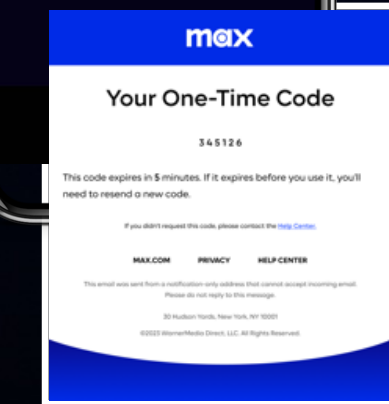 max
Your One-Time Code
345126
This code expires in $ minutes. If it expires before you use it, you'll
need to resend a new code.
If you didn't request this code, please contact the Help Center.
MAX.COM PRIVACY HELP CENTER
This email was sent from a notification-only address that cannot accept incoming email.
Please do not reply to this message.
30 Hudson Yards, New York, NY 10001
©2023 WarnerMedia Direct, LLC. All Rights Reserved.